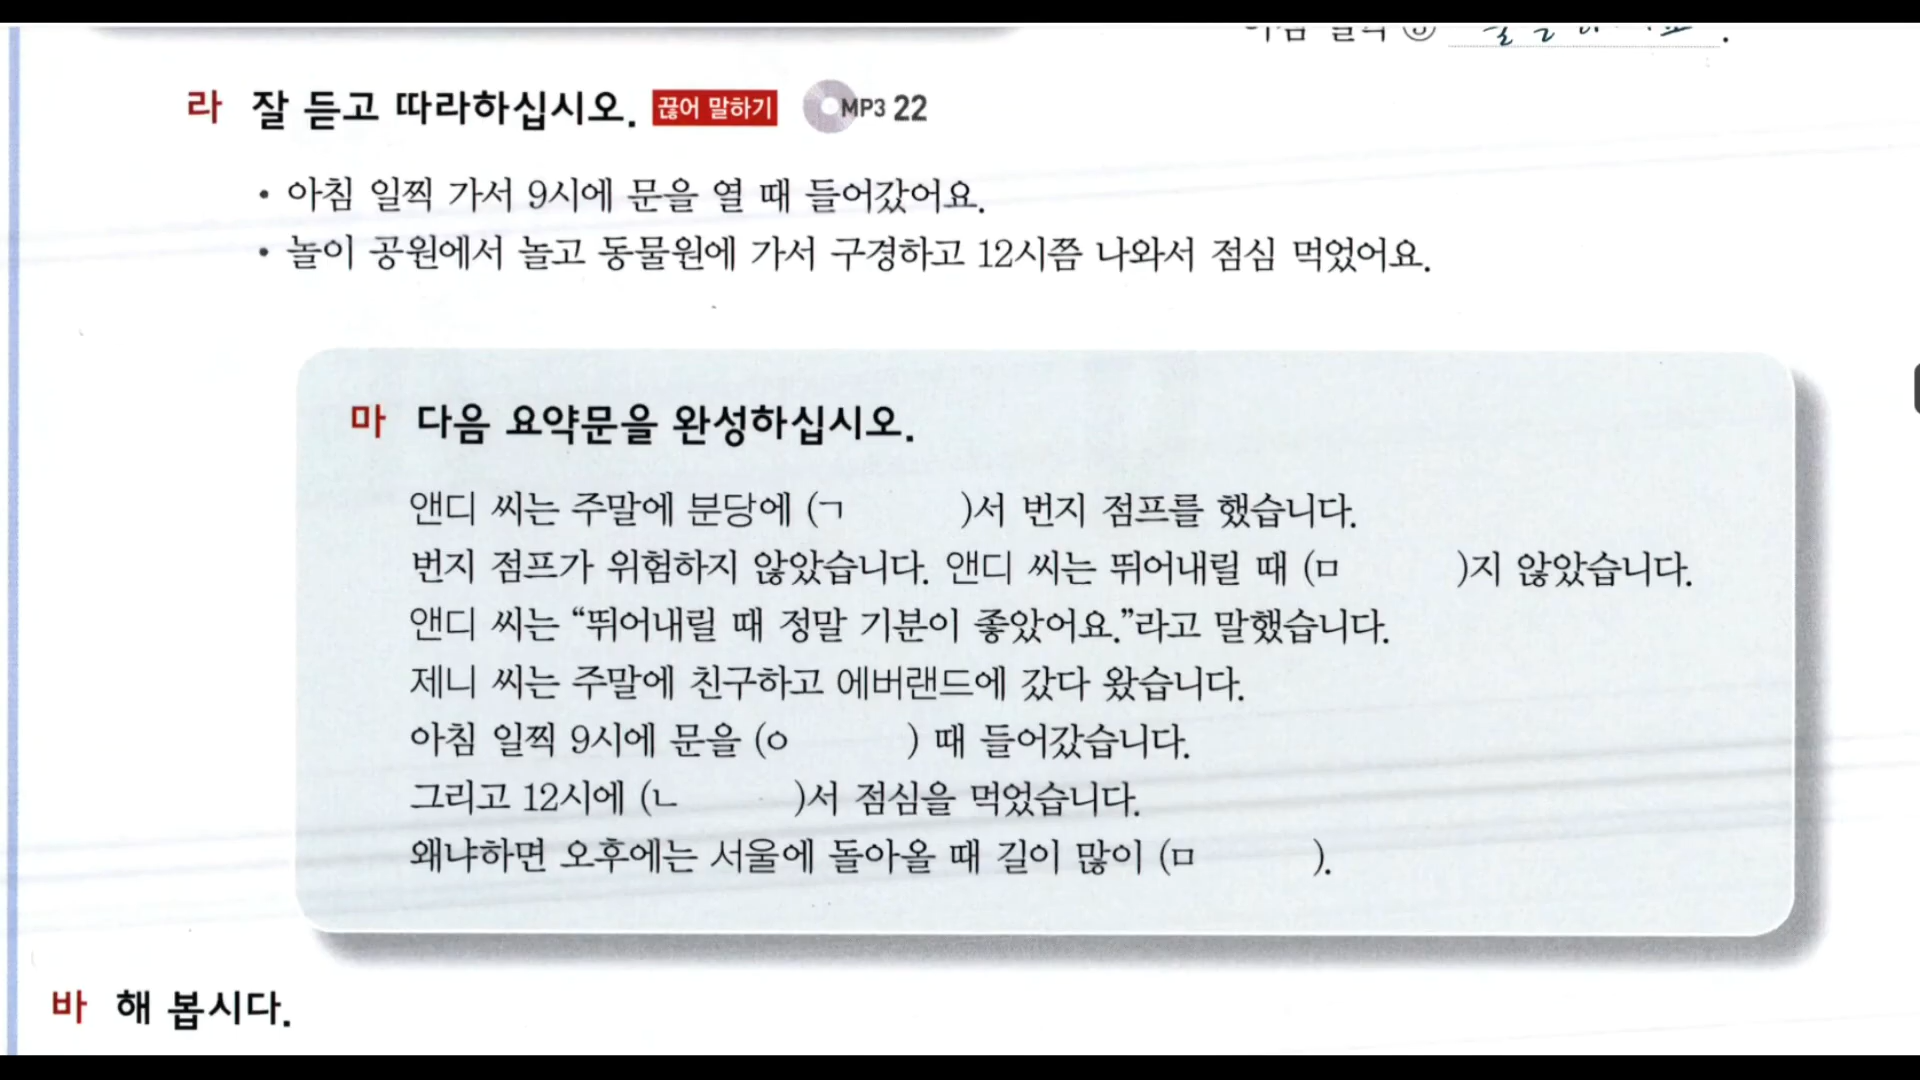 라 잘 듣고 따라하십시오. 끊어 말하기 MP3 22
• 아침 일찍 가서 9시에 문을 열 때 들어갔어요.
• 놀이 공원에서 놀고 동물원에 가서 구경하고 12시쯤 나와서 점심 먹었어요.
마 다음 요약문을 완성하십시오.
앤디 씨는 주말에 분당에 (ㄱ )서 번지 점프를 했습니다.
번지 점프가 위험하지 않았습니다. 앤디 씨는 뛰어내릴 때 (ㅁ )지 않았습니다.
앤디 씨는 “뛰어내릴 때 정말 기분이 좋았어요.”라고 말했습니다.
제니 씨는 주말에 친구하고 에버랜드에 갔다 왔습니다.
아침 일찍 9시에 문을 (ㅇ ) 때 들어갔습니다.
그리고 12시에 (ㄴ )서 점심을 먹었습니다.
왜냐하면 오후에는 서울에 돌아올 때 길이 많이 (ㅁ ).
바 해 봅시다.